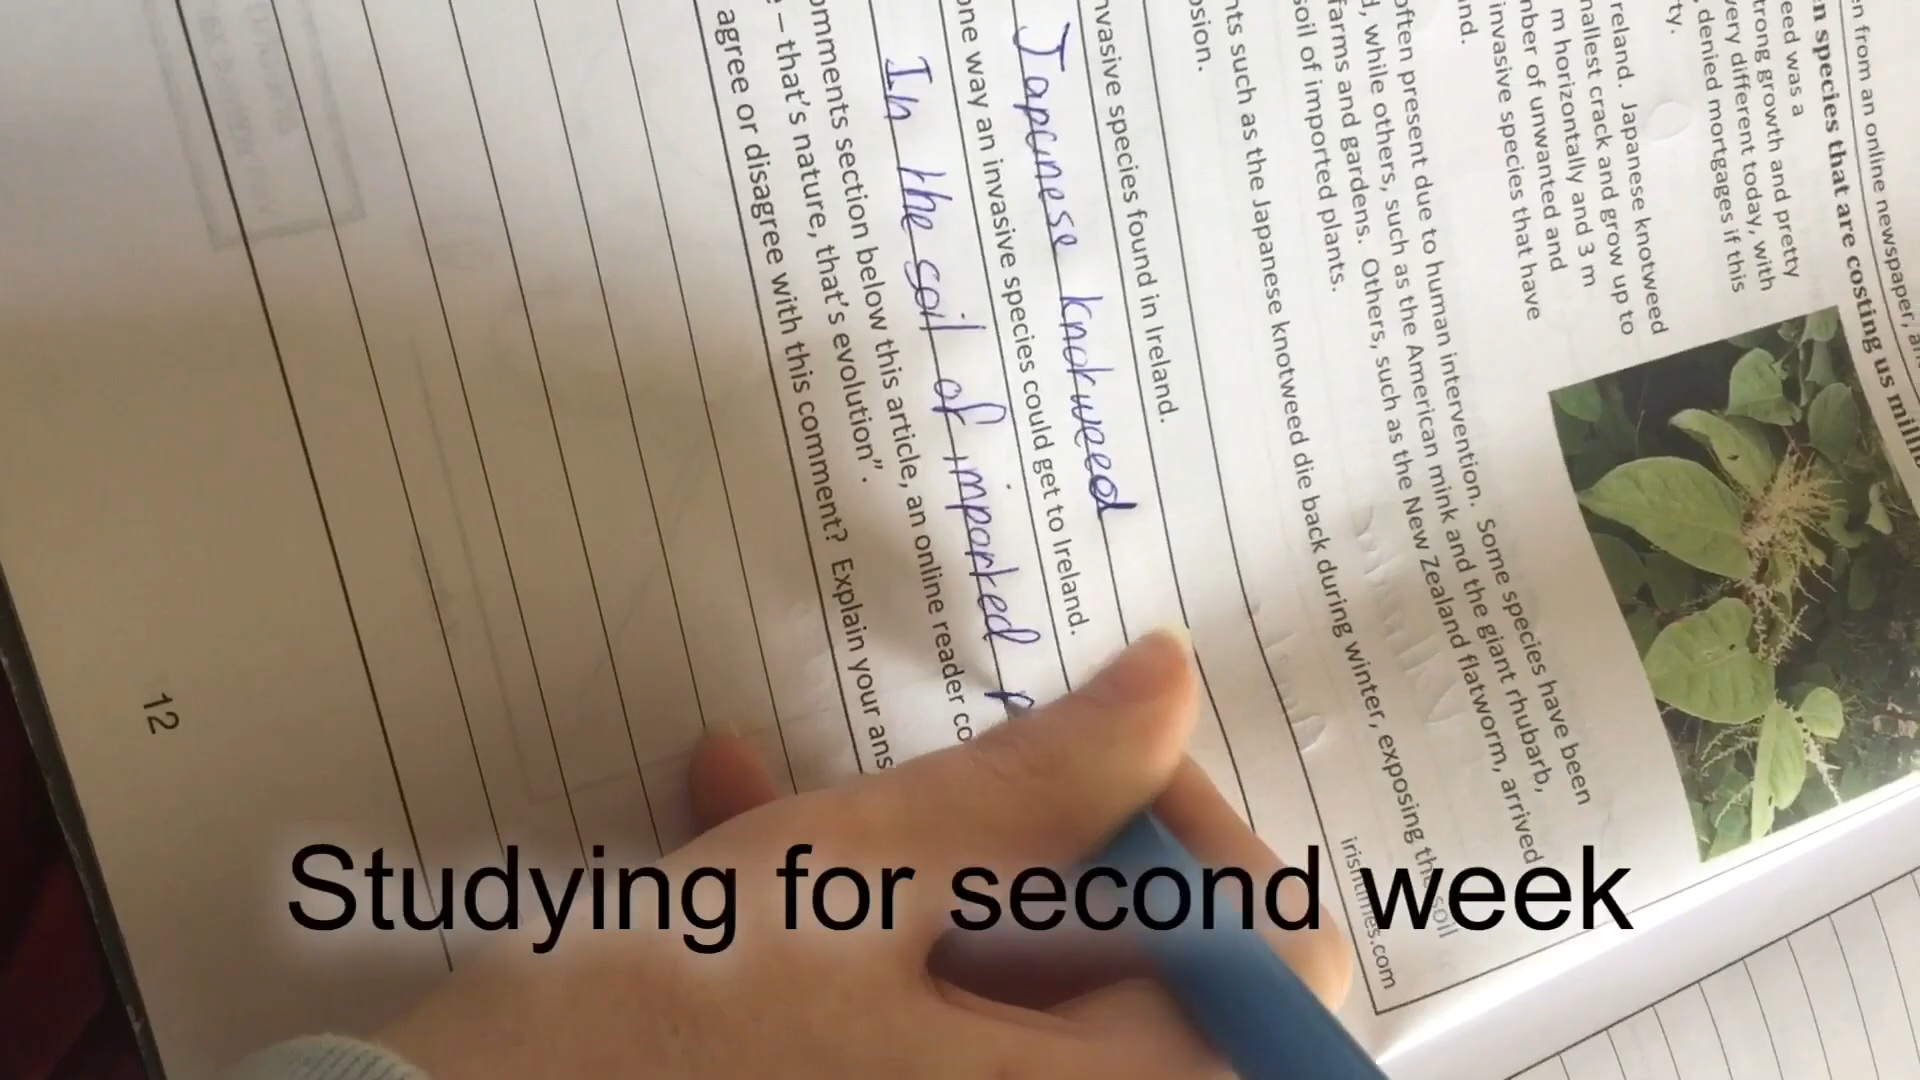 en from an online newspaper, an
n species that are costing us milli
eed was a
trong growth and pretty
very different today, with
, denied mortgages if this
ty.
reland. Japanese knotweed
nallest crack and grow up to
m horizontally and 3 m
nber of unwanted and
invasive species that have
nd.
often present due to human intervention. Some species have been
d, while others, such as the American mink and the giant rhubarb,
farms and gardens. Others, such as the New Zealand flatworm, arrived
soil of imported plants.
nts such as the Japanese knotweed die back during winter, exposing the soil
osion.
irishtimes.com
nvasive species found in Ireland.
Japanese knotweed
one way an invasive species could get to Ireland.
In the soil of imported p
omments section below this article, an online reader co
e – that's nature, that's evolution".
agree or disagree with this comment? Explain your ans
12
Studying for second week